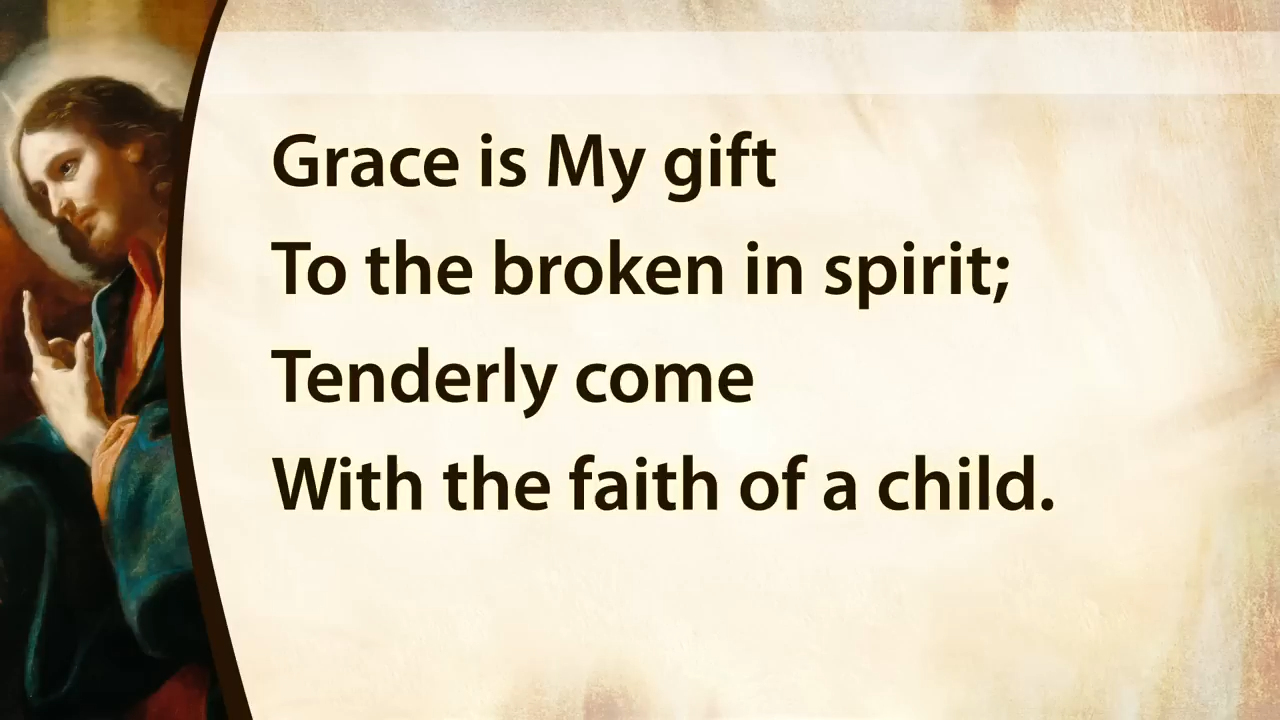 Grace is My gift
To the broken in spirit;
Tenderly come
With the faith of a child.